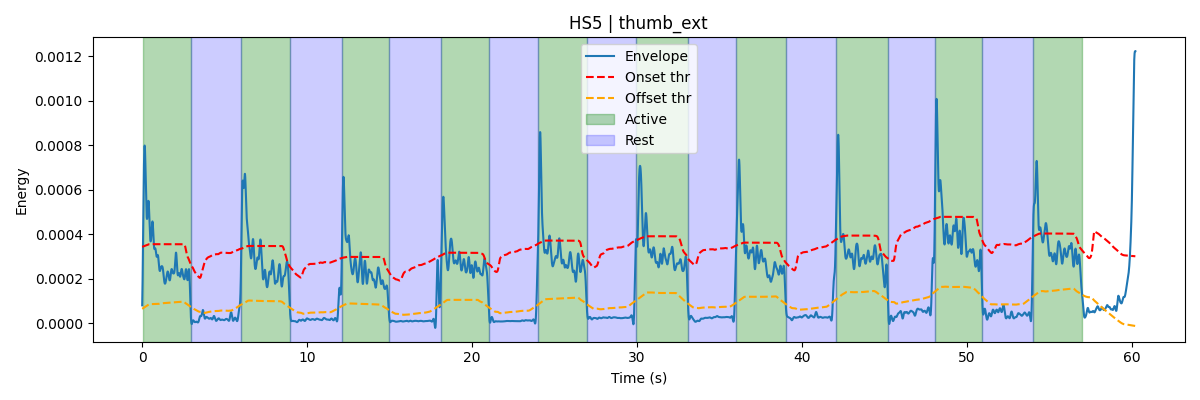 HS5 | thumb_ext
Energy
0.0012
0.0010
0.0008
0.0006
0.0004
0.0002
0.0000
Envelope
Onset thr
Offset thr
Active
Rest
0 10 20 30 40 50 60
Time (s)